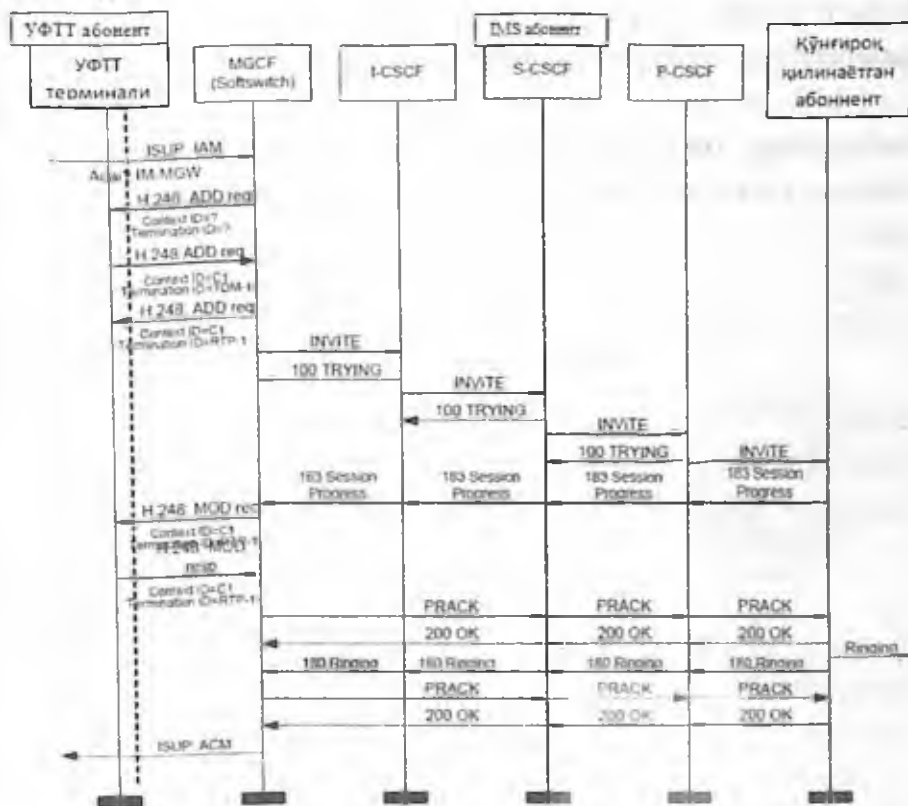 УФТТ абонент
IMS абонент
УФТТ
терминали
MGCF
(Softswitch)
I-CSCF
S-CSCF
P-CSCF
Қўнғироқ
қилинаётган
абоннент
ISUP IAM
IM-MGW
H.248 ADD req
Context ID=?
Termination ID=?
H.248 ADD req
Context ID=C1
Termination ID=TDM-1
H.248 ADD req
Context ID=C1
Termination ID=RTP-1
INVITE
100 TRYING
INVITE
100 TRYING
INVITE
100 TRYING
INVITE
183 Session
Progress
183 Session
Progress
183 Session
Progress
183 Session
Progress
H.248 MOD req
Context ID=C1
H.248 MOD
resp
Context ID=C1
Termination ID=RTP-1
PRACK
PRACK
PRACK
200 OK
200 OK
200 OK
Ringing
180 Ringing
180 Ringing
180 Ringing
180 Ringing
PRACK
PRACK
PRACK
200 OK
200 OK
200 OK
ISUP ACM